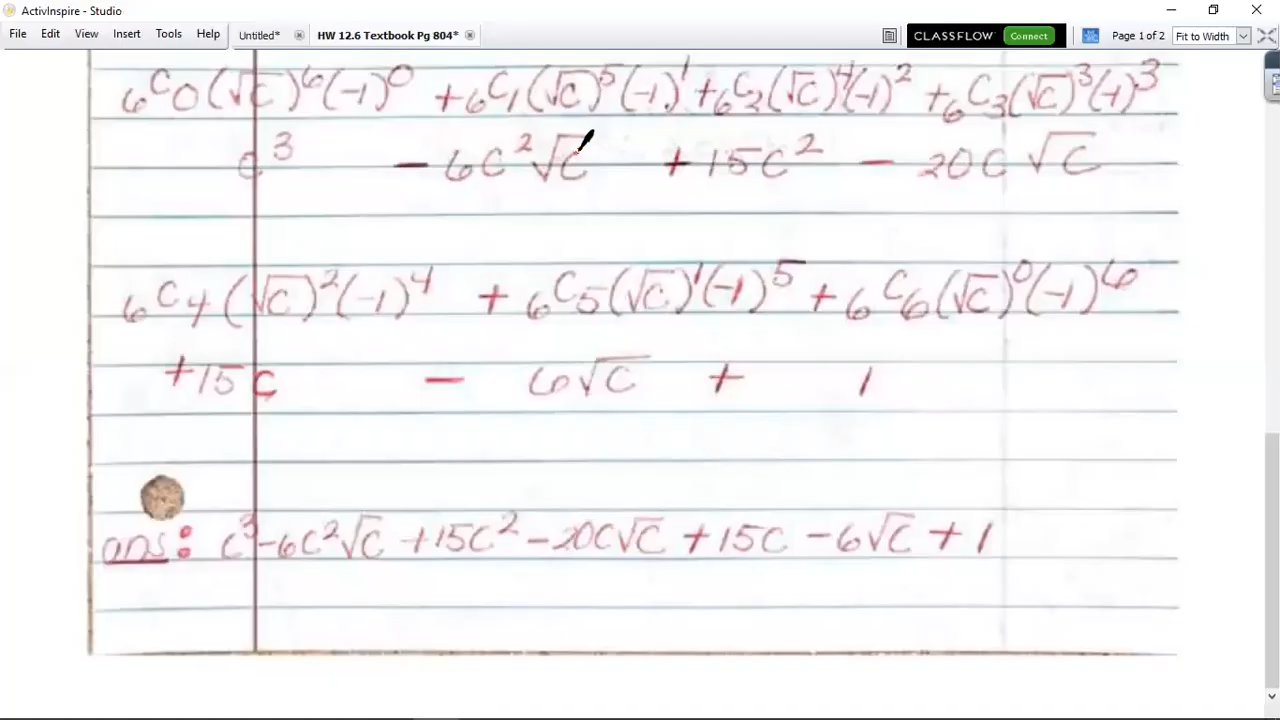 ActivInspire - Studio
File Edit View Insert Tools Help Untitled* HW 12.6 Textbook Pg 804* CLASSFLOW Connect Page 1 of 2 Fit to Width
₆C₀(√C)⁶(-1)⁰ +₆C₁(√C)⁵(-1)¹ +₆C₂(√C)⁴(-1)² +₆C₃(√C)³(-1)³
C³ - 6C²√C + 15C² - 20C√C
₆C₄(√C)²(-1)⁴ + ₆C₅(√C)¹(-1)⁵ + ₆C₆(√C)⁰(-1)⁶
+15C - 6√C + 1
ans: C³-6C²√C +15C² -20C√C +15C -6√C +1